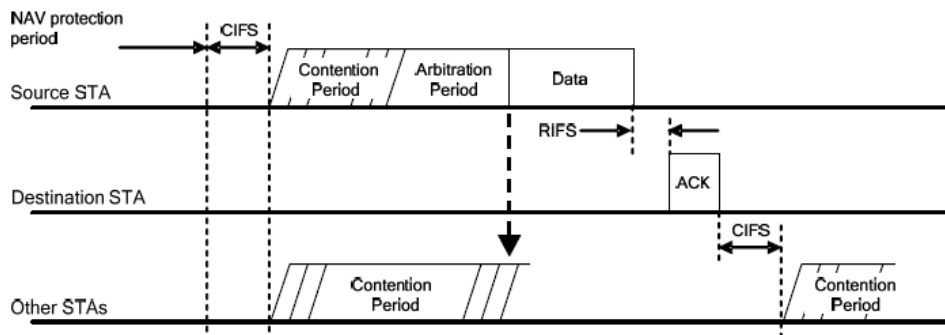 NAV protection
period
CIFS
Contention
Period
Arbitration
Period
Data
Source STA
RIFS
ACK
Destination STA
CIFS
Contention
Period
Contention
Period
Other STAs